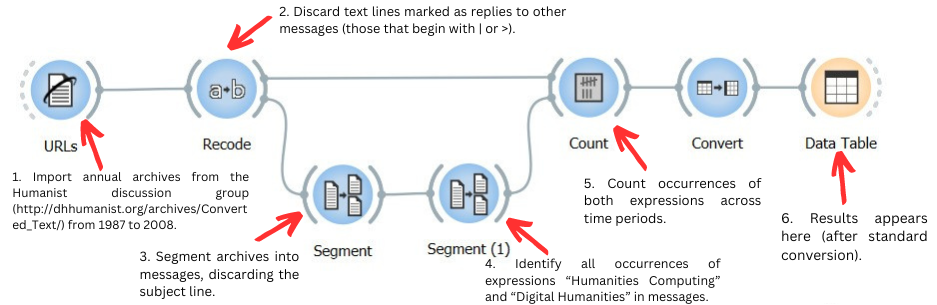 2. Discard text lines marked as replies to other
messages (those that begin with | or >).
a b
URLs
Recode
Count
Convert
Data Table
1. Import annual archives from the
Humanist discussion group
(http://dhhumanist.org/archives/Convert
ed_Text/) from 1987 to 2008.
Segment
Segment (1)
3. Segment archives into
messages, discarding the
subject line.
4. Identify all occurrences of
expressions “Humanities Computing”
and “Digital Humanities” in messages.
5. Count occurrences of
both expressions across
time periods.
6. Results appears
here (after standard
conversion).